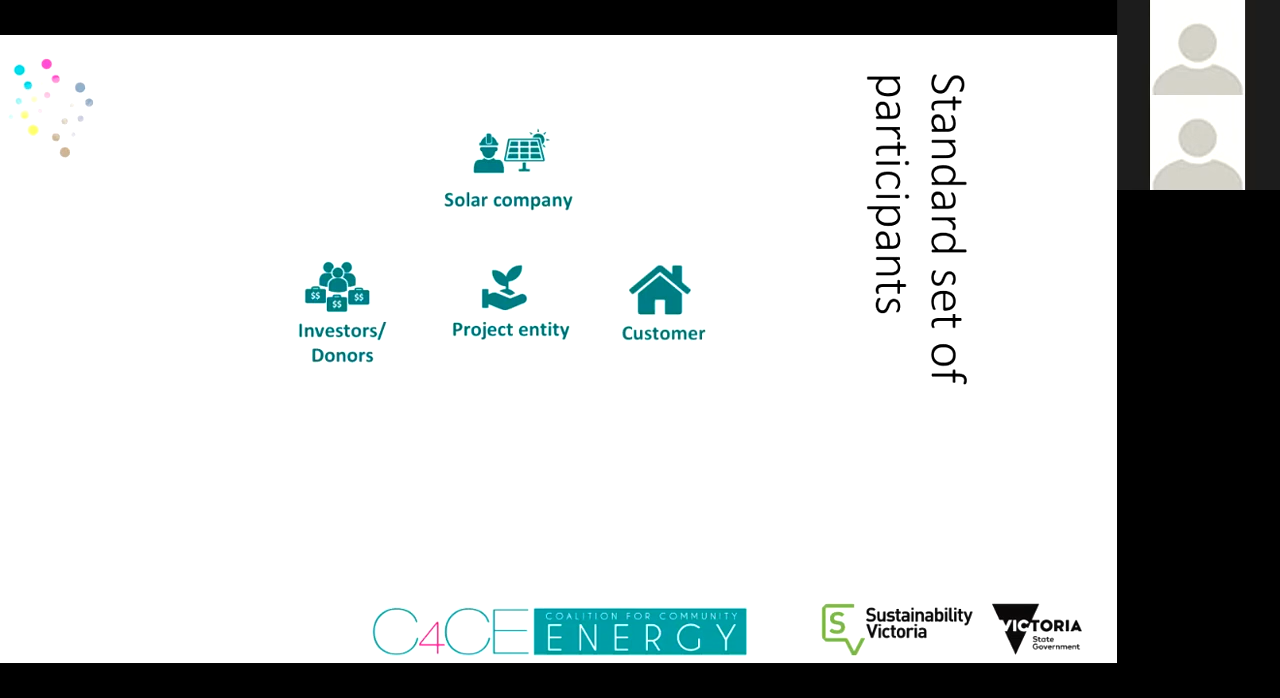 Standard set of
participants
Solar company
$$ $$ $$
Investors/
Donors
Project entity
Customer
C4CE
COALITION FOR COMMUNITY
ENERGY
S
Sustainability
Victoria
VICTORIA
State
Government